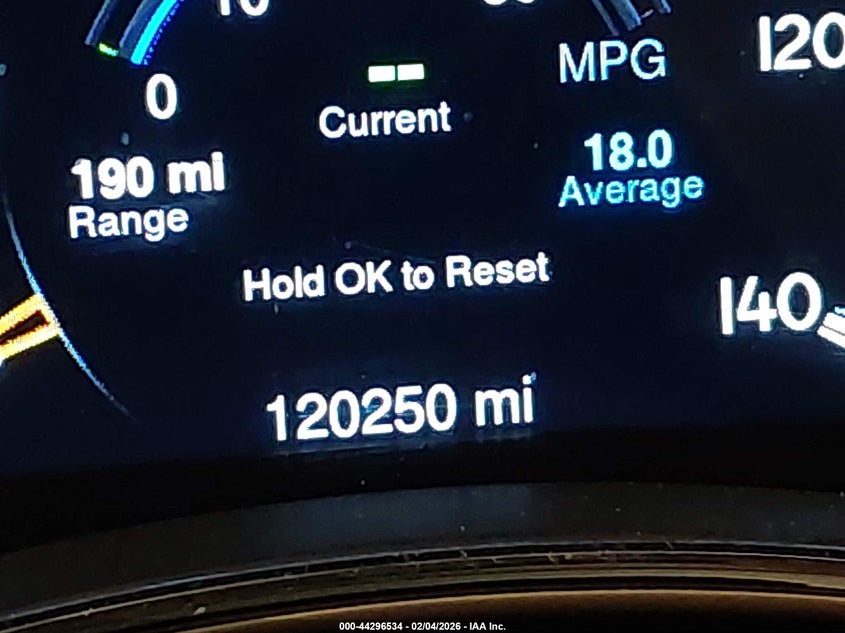 0
Current
MPG
120
190 mi
Range
18.0
Average
Hold OK to Reset
140
120250 mi
000-44296534 - 02/04/2026 - IAA Inc.